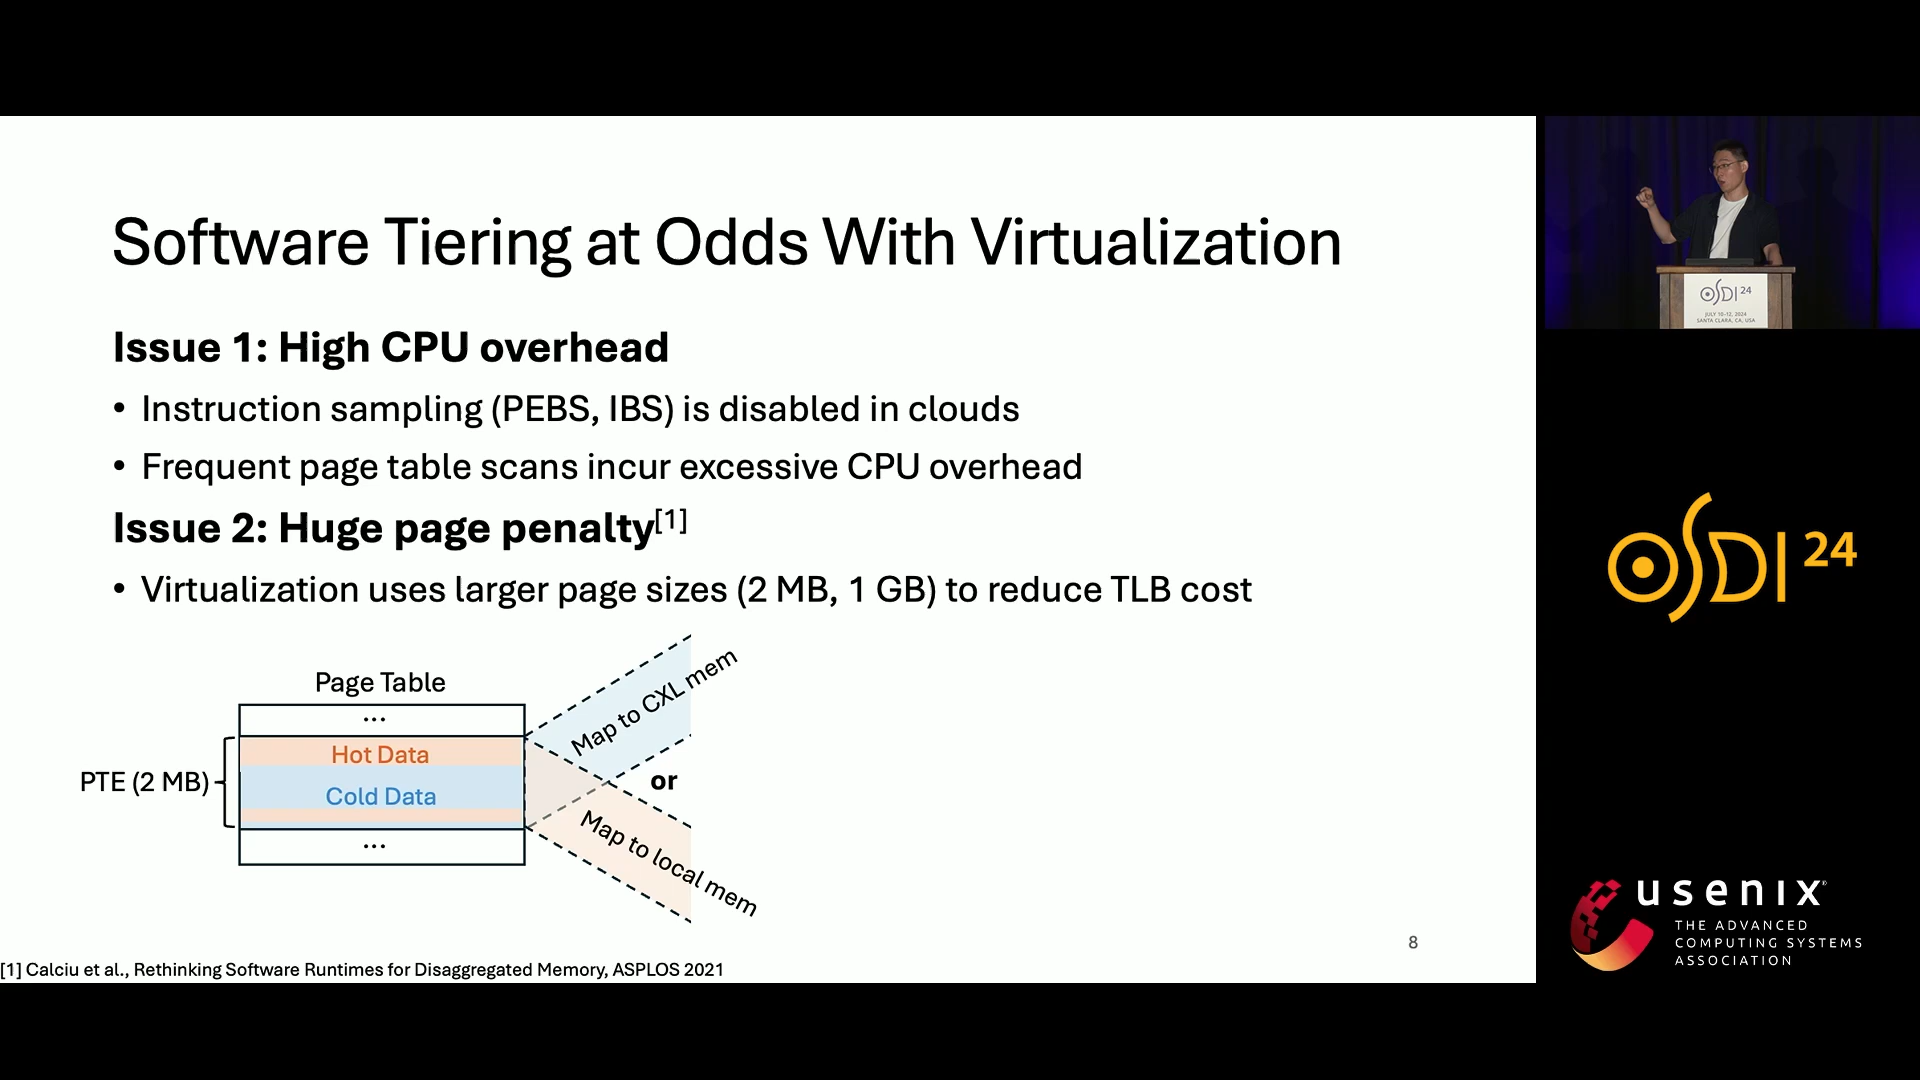 Software Tiering at Odds With Virtualization
Issue 1: High CPU overhead
• Instruction sampling (PEBS, IBS) is disabled in clouds
• Frequent page table scans incur excessive CPU overhead
Issue 2: Huge page penalty[1]
• Virtualization uses larger page sizes (2 MB, 1 GB) to reduce TLB cost
Page Table
...
Hot Data
PTE (2 MB)
Cold Data
...
Map to CXL mem
or
Map to local mem
8
[1] Calciu et al., Rethinking Software Runtimes for Disaggregated Memory, ASPLOS 2021
OSDI 24
JULY 10–12, 2024
SANTA CLARA, CA, USA
OSDI 24
usenix®
THE ADVANCED
COMPUTING SYSTEMS
ASSOCIATION